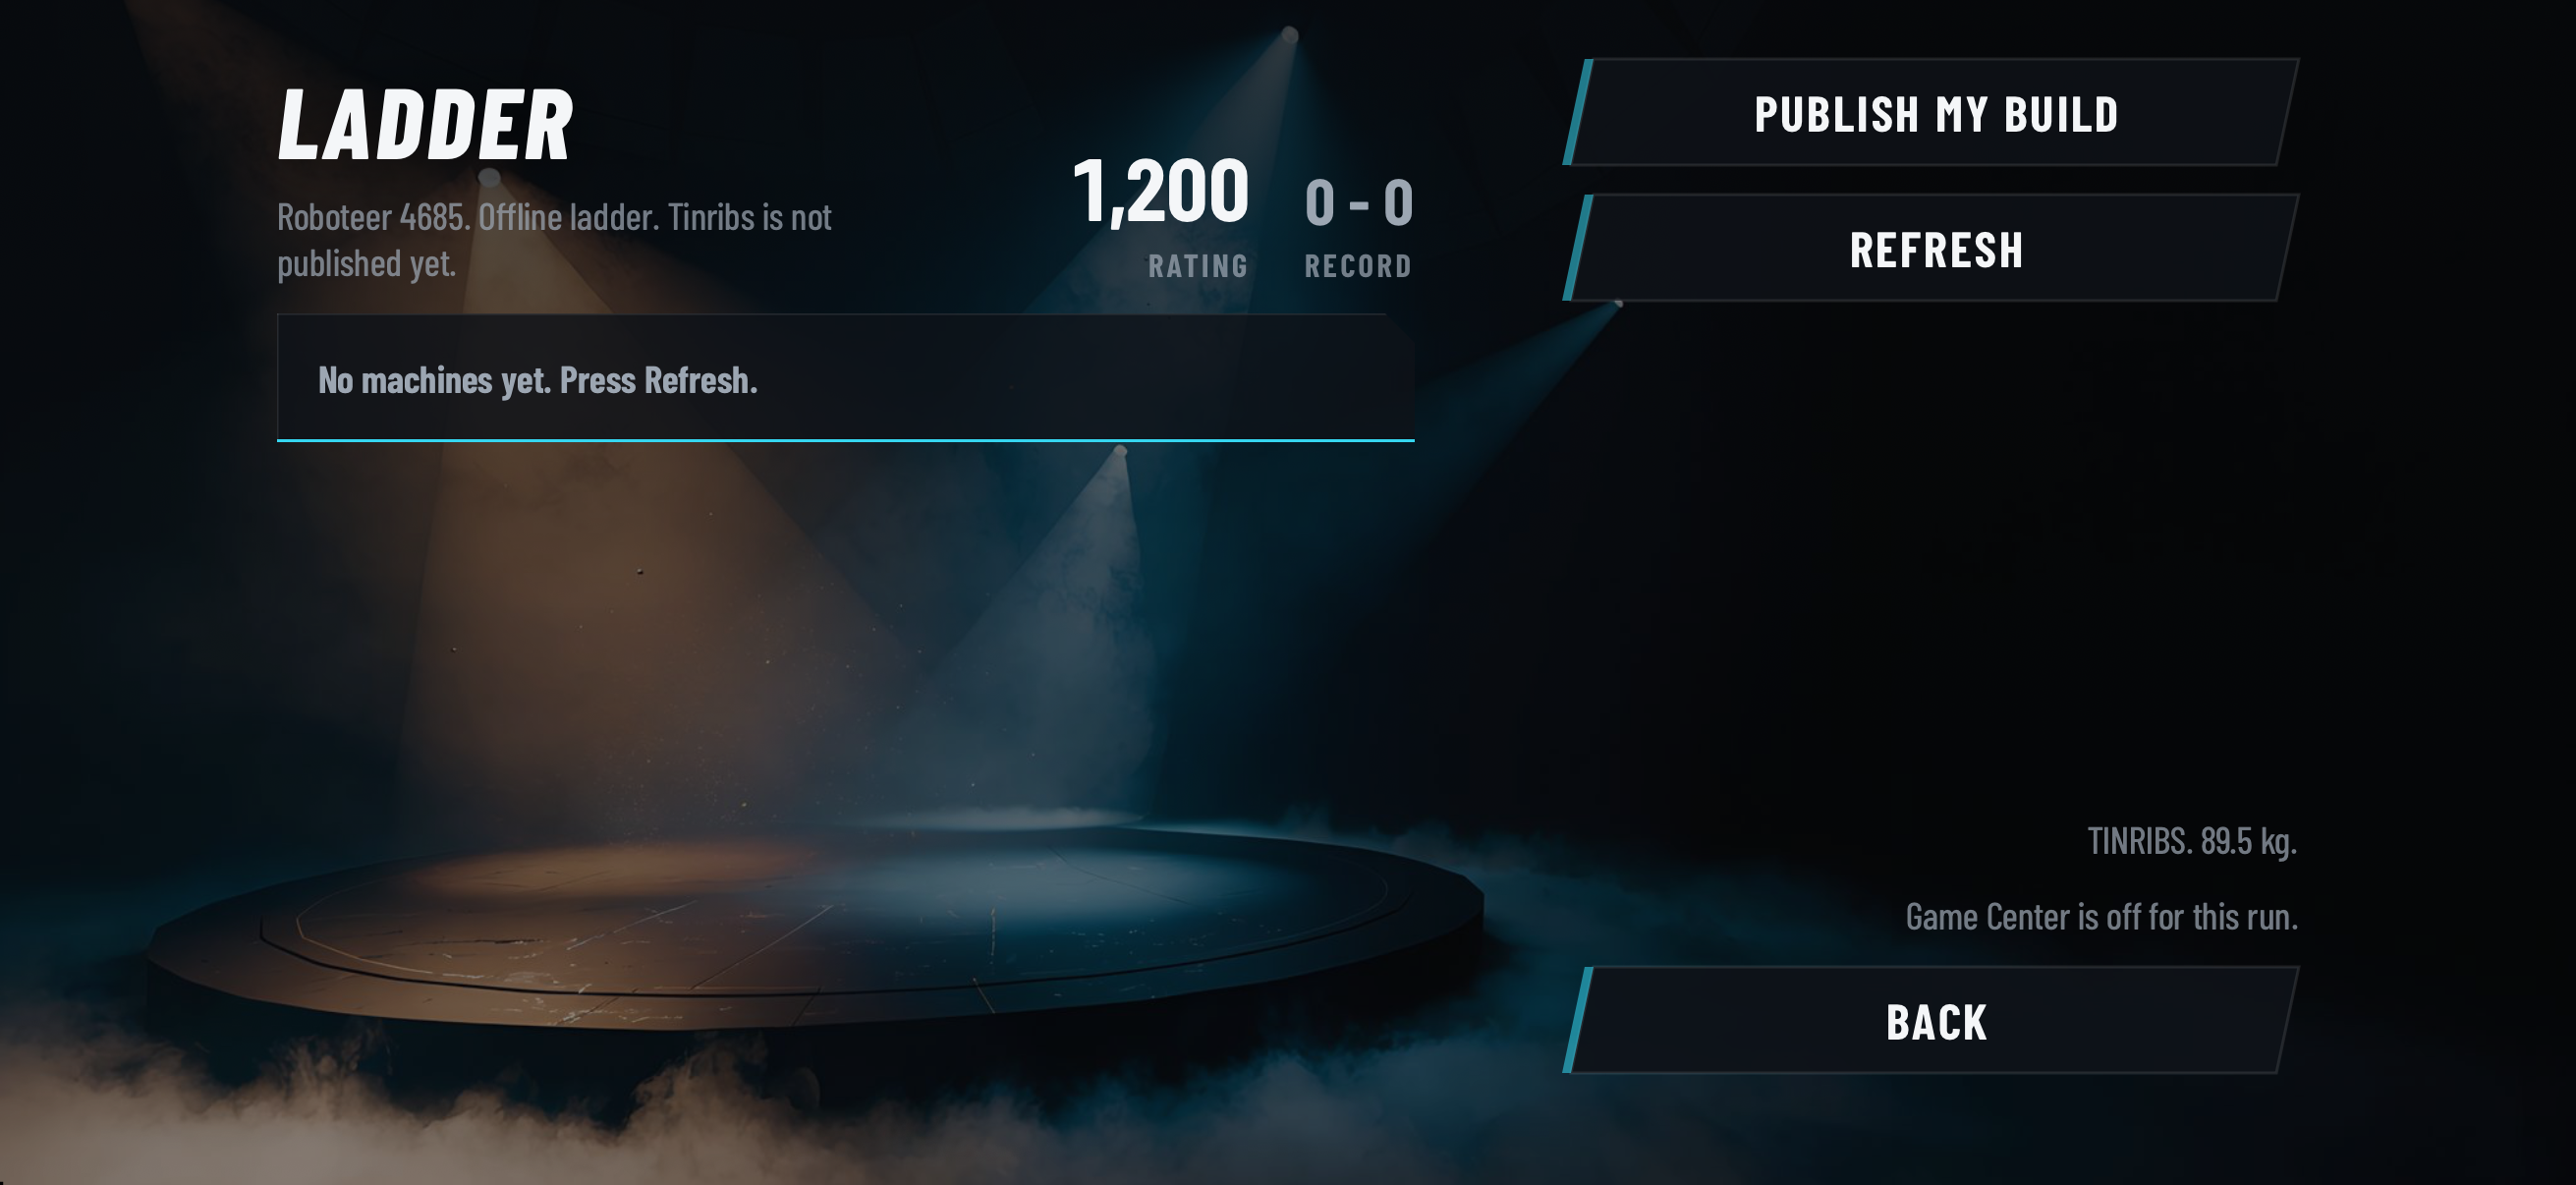 LADDER
Roboteer 4685. Offline ladder. Tinribs is not
published yet.
1,200
RATING
0 - 0
RECORD
No machines yet. Press Refresh.
PUBLISH MY BUILD
REFRESH
TINRIBS. 89.5 kg.
Game Center is off for this run.
BACK